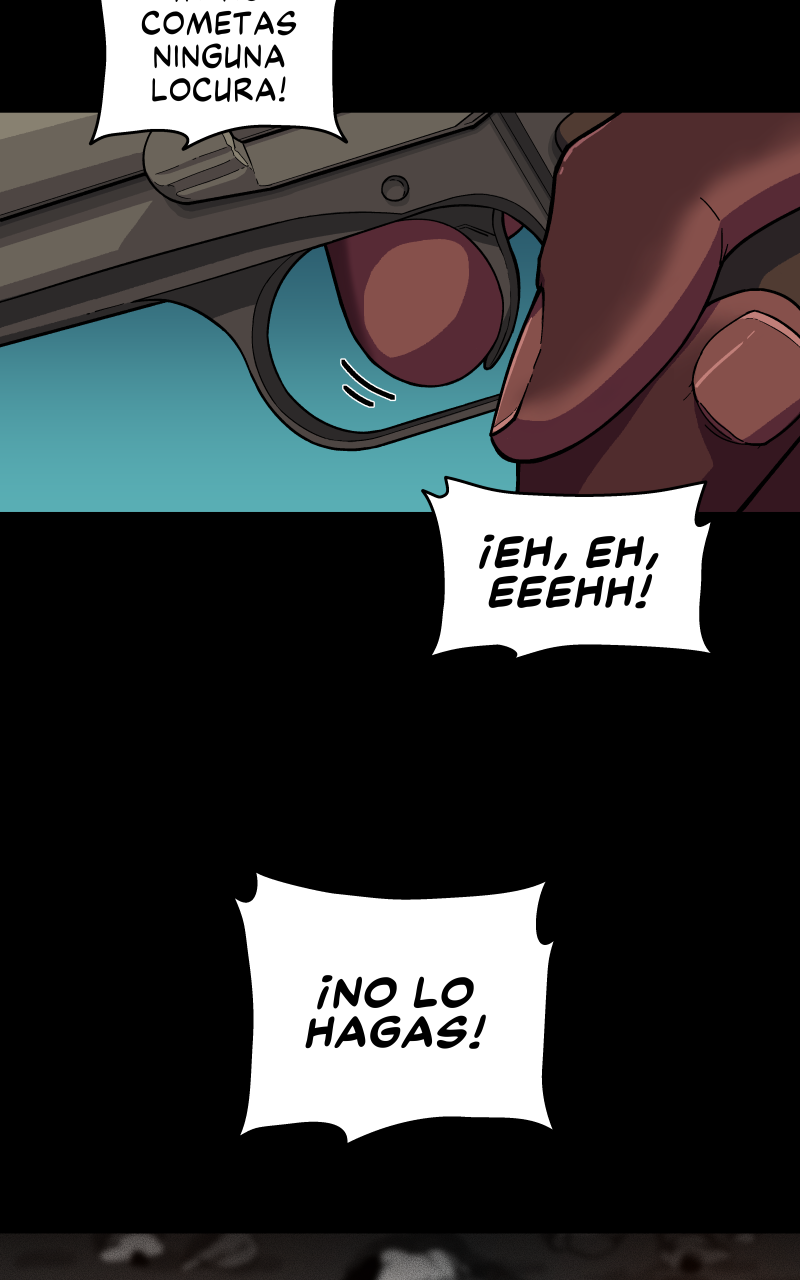 COMETAS
NINGUNA
LOCURA!
¡EH, EH,
EEEHH!
¡NO LO
HAGAS!